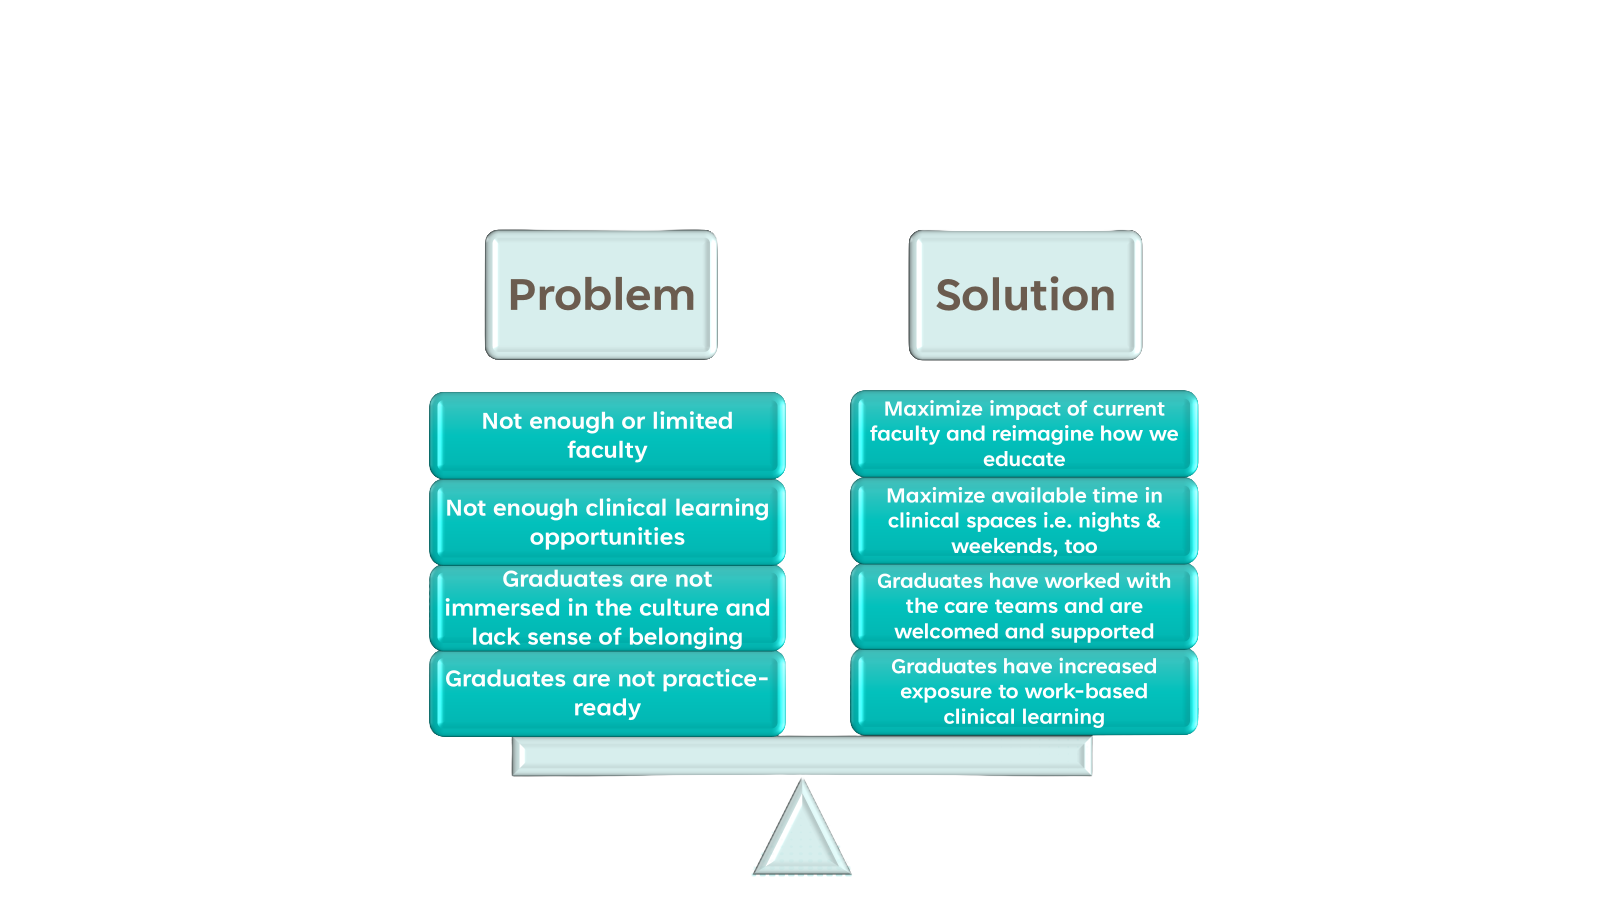 Problem
Solution
Not enough or limited
faculty
Not enough clinical learning
opportunities
Graduates are not
immersed in the culture and
lack sense of belonging
Graduates are not practice-
ready
Maximize impact of current
faculty and reimagine how we
educate
Maximize available time in
clinical spaces i.e. nights &
weekends, too
Graduates have worked with
the care teams and are
welcomed and supported
Graduates have increased
exposure to work-based
clinical learning